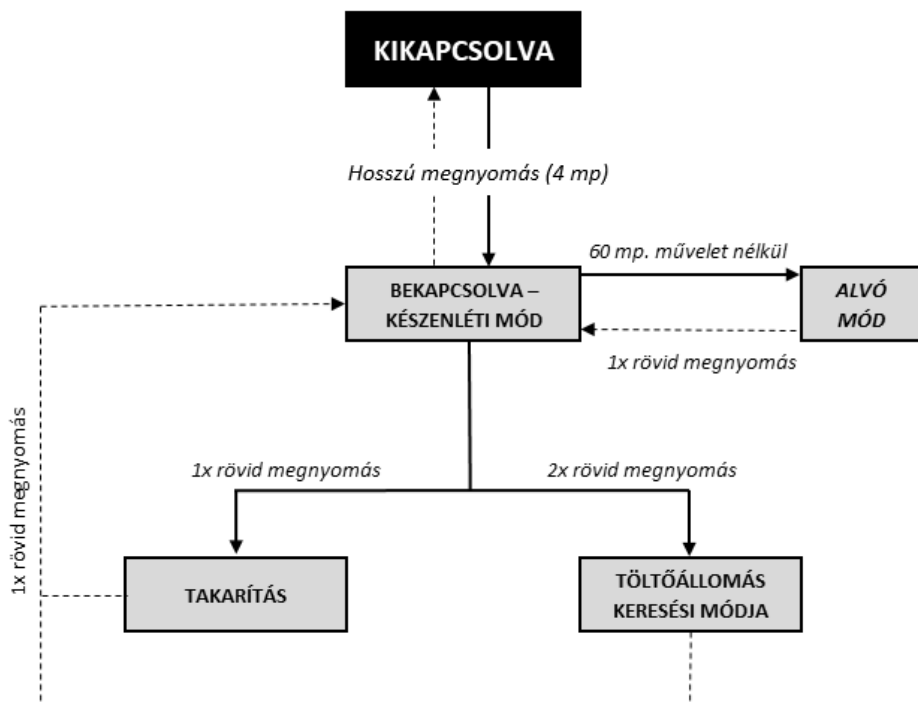 KIKAPCSOLVA
Hosszú megnyomás (4 mp)
60 mp. művelet nélkül
BEKAPCSOLVA –
KÉSZENLÉTI MÓD
ALVÓ
MÓD
1x rövid megnyomás
1x rövid megnyomás
2x rövid megnyomás
1x rövid megnyomás
TAKARÍTÁS
TÖLTŐÁLLOMÁS
KERESÉSI MÓDJA